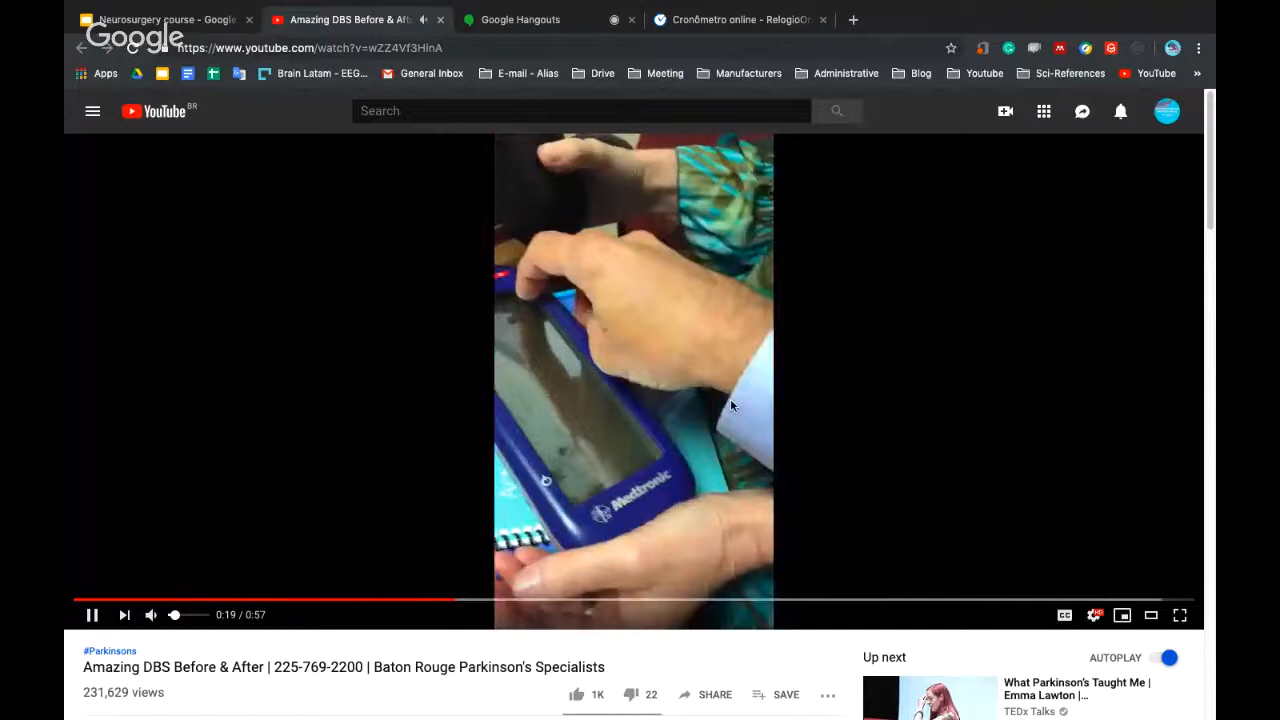 Neurosurgery course - Google
Amazing DBS Before & Aft
Google Hangouts
Cronômetro online - RelogioOn
Google
https://www.youtube.com/watch?v=wZZ4Vf3HinA
Apps
Brain Latam - EEG...
General Inbox
E-mail - Alias
Drive
Meeting
Manufacturers
Administrative
Blog
Youtube
Sci-References
YouTube
»
YouTube BR
Search
Medtronic
0:19 / 0:57
CC
HD
#Parkinsons
Amazing DBS Before & After | 225-769-2200 | Baton Rouge Parkinson's Specialists
231,629 views
1K
22
SHARE
SAVE
Up next
AUTOPLAY
What Parkinson's Taught Me |
Emma Lawton |...
TEDx Talks